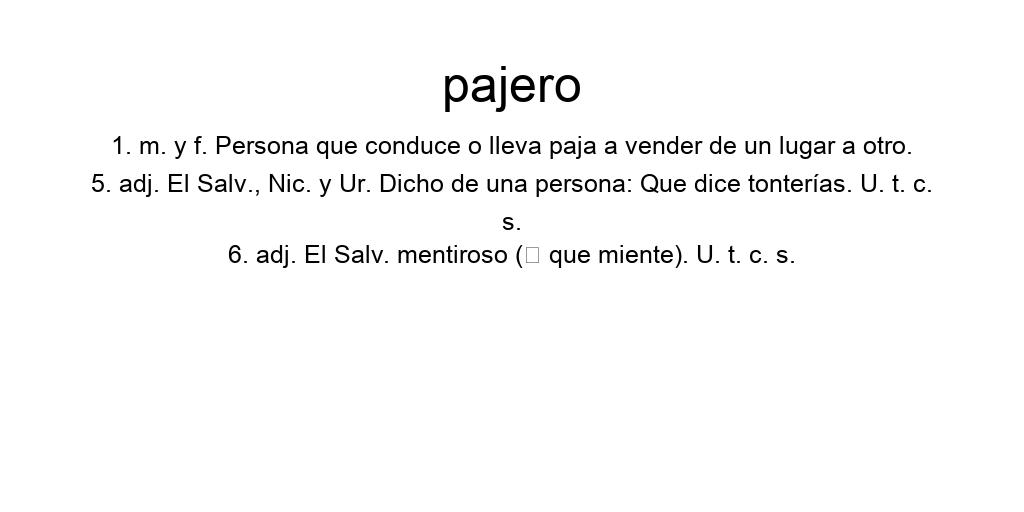 pajero
1. m. y f. Persona que conduce o lleva paja a vender de un lugar a otro.
5. adj. El Salv., Nic. y Ur. Dicho de una persona: Que dice tonterías. U. t. c.
s.
6. adj. El Salv. mentiroso (□ que miente). U. t. c. s.